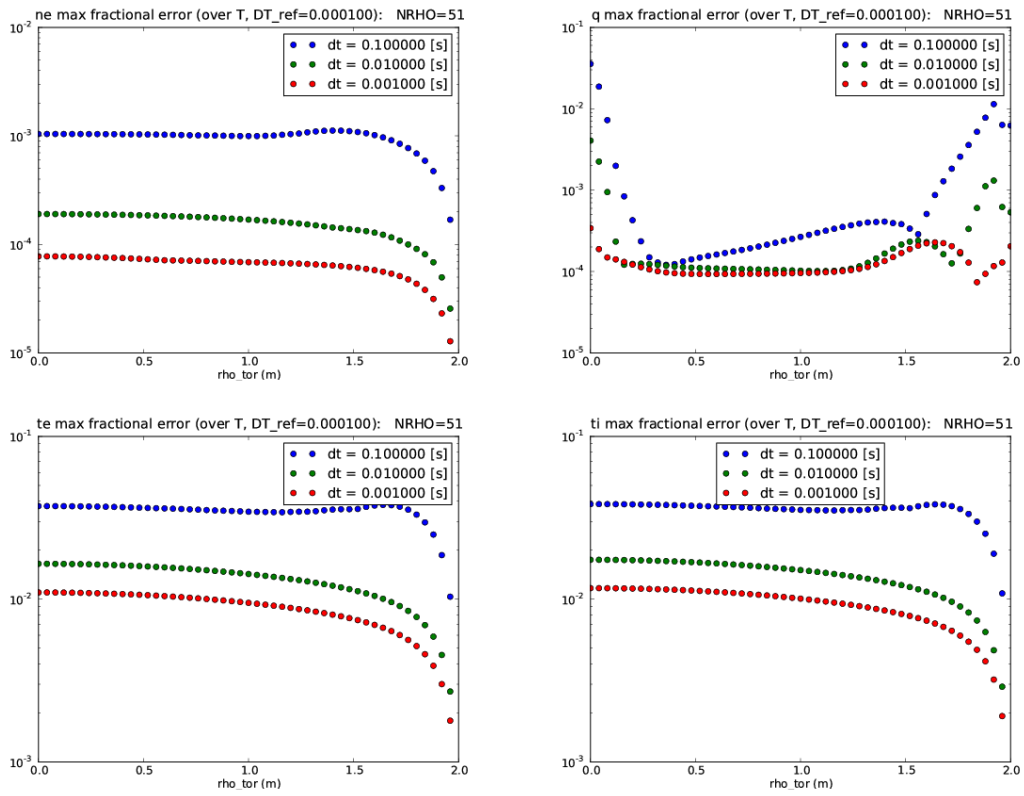 ne max fractional error (over T, DT_ref=0.000100): NRHO=51
10^-2
dt = 0.100000 [s]
dt = 0.010000 [s]
dt = 0.001000 [s]
10^-3
10^-4
10^-5
0.0 0.5 1.0 1.5 2.0
rho_tor (m)
q max fractional error (over T, DT_ref=0.000100): NRHO=51
10^-1
dt = 0.100000 [s]
dt = 0.010000 [s]
dt = 0.001000 [s]
10^-2
10^-3
10^-4
10^-5
0.0 0.5 1.0 1.5 2.0
rho_tor (m)
te max fractional error (over T, DT_ref=0.000100): NRHO=51
10^-1
dt = 0.100000 [s]
dt = 0.010000 [s]
dt = 0.001000 [s]
10^-2
10^-3
0.0 0.5 1.0 1.5 2.0
rho_tor (m)
ti max fractional error (over T, DT_ref=0.000100): NRHO=51
10^-1
dt = 0.100000 [s]
dt = 0.010000 [s]
dt = 0.001000 [s]
10^-2
10^-3
0.0 0.5 1.0 1.5 2.0
rho_tor (m)